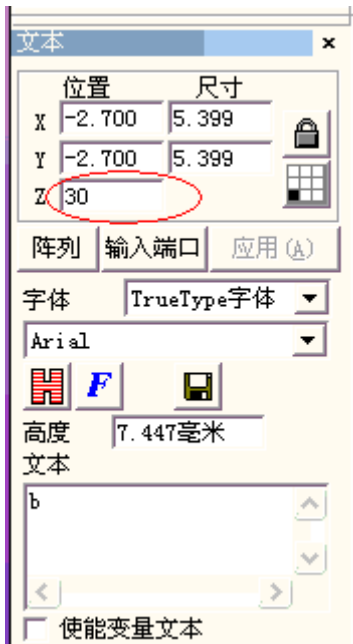 文本
位置 尺寸
X -2.700 5.399
Y -2.700 5.399
Z 30
阵列 输入端口 应用(A)
字体 TrueType字体
Arial
H F
高度 7.447毫米
文本
b
使能变量文本